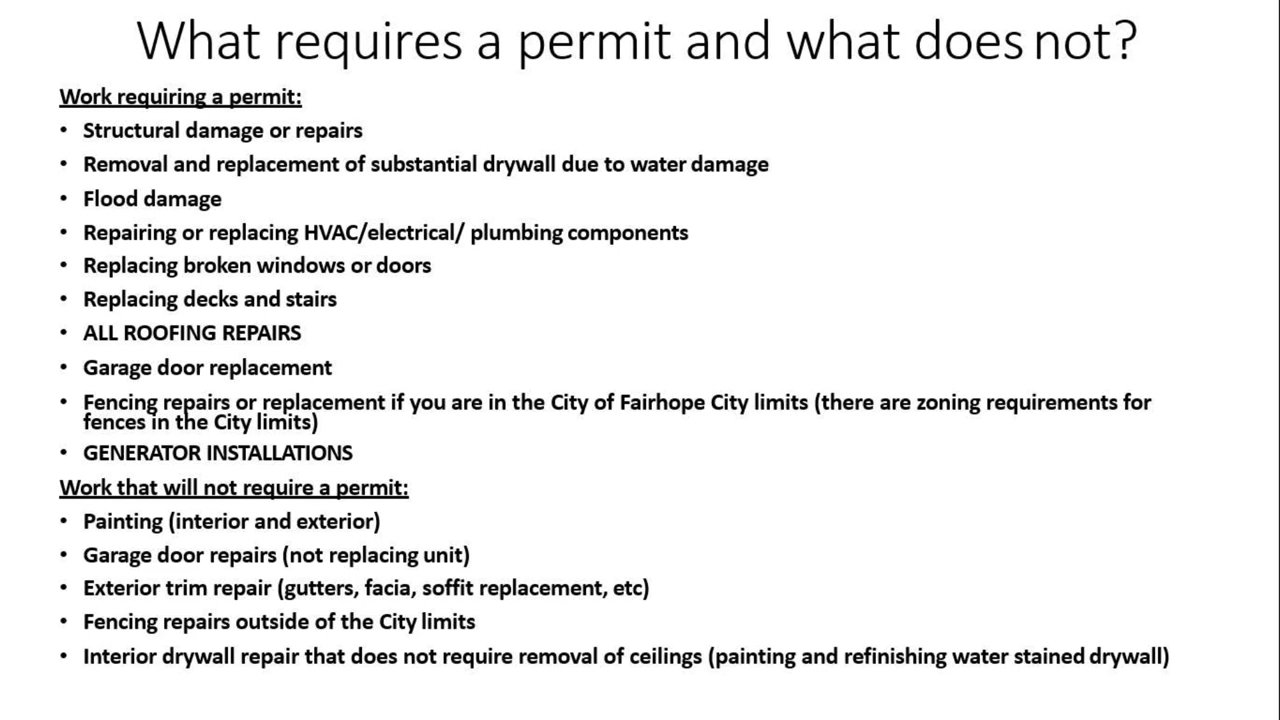 What requires a permit and what does not?
Work requiring a permit:
• Structural damage or repairs
• Removal and replacement of substantial drywall due to water damage
• Flood damage
• Repairing or replacing HVAC/electrical/ plumbing components
• Replacing broken windows or doors
• Replacing decks and stairs
• ALL ROOFING REPAIRS
• Garage door replacement
• Fencing repairs or replacement if you are in the City of Fairhope City limits (there are zoning requirements for
fences in the City limits)
• GENERATOR INSTALLATIONS
Work that will not require a permit:
• Painting (interior and exterior)
• Garage door repairs (not replacing unit)
• Exterior trim repair (gutters, facia, soffit replacement, etc)
• Fencing repairs outside of the City limits
• Interior drywall repair that does not require removal of ceilings (painting and refinishing water stained drywall)